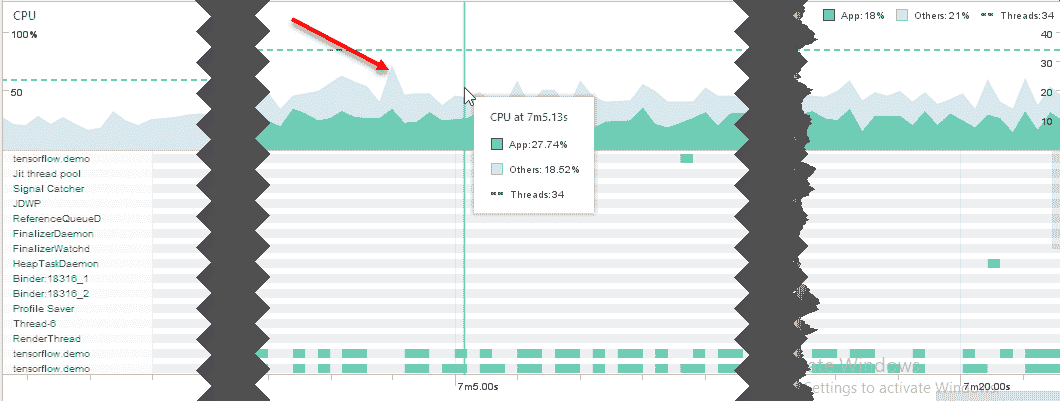 CPU
App:18% Others: 21% Threads:34
100%
40
30
50
20
10
CPU at 7m5.13s
App:27.74%
Others: 18.52%
Threads:34
tensorflow.demo
Jit thread pool
Signal Catcher
JDWP
ReferenceQueueD
FinalizerDaemon
FinalizerWatchd
HeapTaskDaemon
Binder:18316_1
Binder:18316_2
Profile Saver
Thread-6
RenderThread
tensorflow.demo
tensorflow.demo
Windows
Settings to activate
7m5.00s
7m20.00s